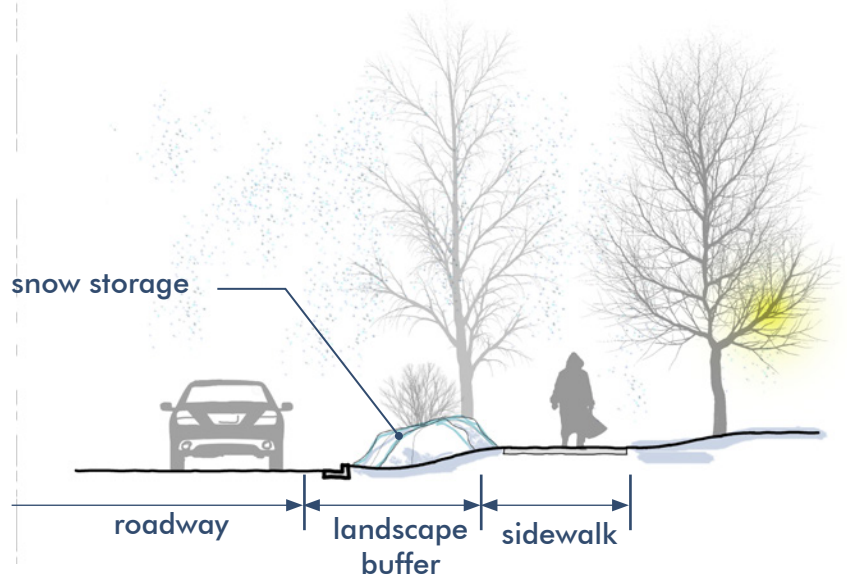 snow storage
roadway
landscape
buffer
sidewalk